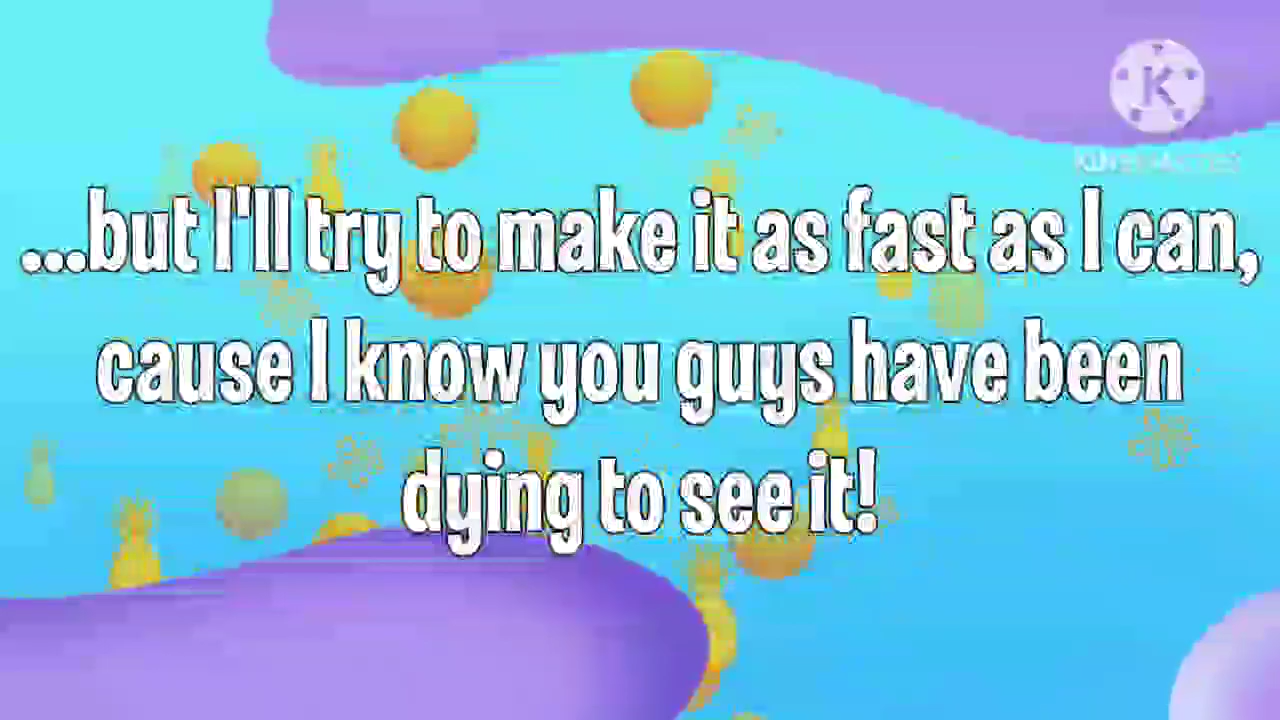 K
KINEMASTER
...but I'll try to make it as fast as I can,
cause I know you guys have been
dying to see it!